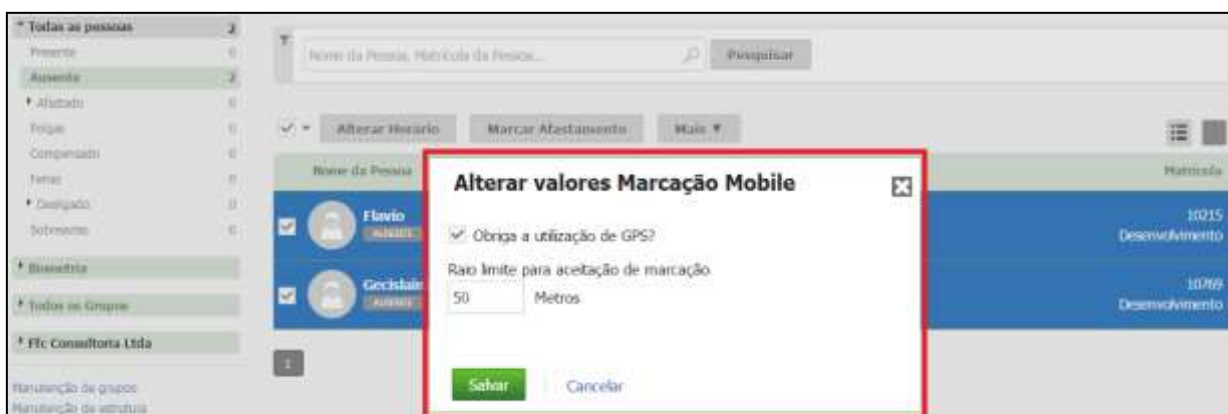 Todas as pessoas 2
Presente 0
Ausente 2
Afastado 0
Folgas 0
Compensado 0
Férias 0
Desligado 0
Sobreaviso 0
Biometria
Todos os Grupos
Ffc Consultoria Ltda
Manutenção de grupos
Manutenção da estrutura
Nome da Pessoa, Matrícula da Pessoa... Pesquisar
Alterar Horário Marcar Afastamento Mais ▼
Nome da Pessoa Matrícula
Flavio 10215
AUSENTE Desenvolvimento
10769
AUSENTE Desenvolvimento
1
Alterar valores Marcação Mobile
Obriga a utilização de GPS?
Raio limite para aceitação de marcação
50 Metros
Salvar Cancelar